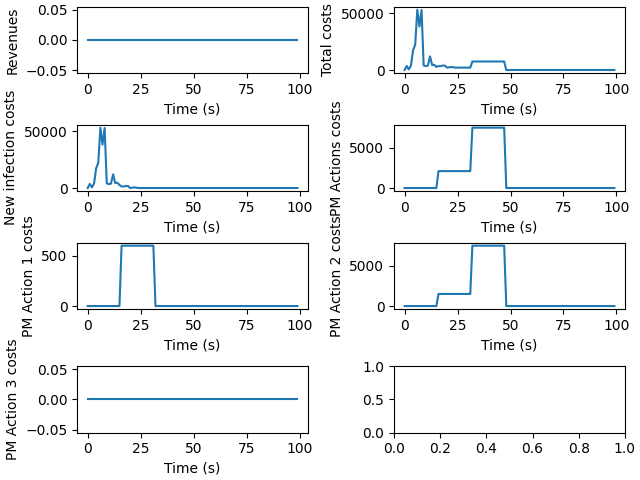 Revenues
0.05
0.00
−0.05
0 25 50 75 100
Time (s)
Total costs
50000
0
0 25 50 75 100
Time (s)
New infection costs
50000
0
0 25 50 75 100
Time (s)
PM Actions costs
5000
0
0 25 50 75 100
Time (s)
PM Action 1 costs
500
0
0 25 50 75 100
Time (s)
PM Action 2 costs
5000
0
0 25 50 75 100
Time (s)
PM Action 3 costs
0.05
0.00
−0.05
0 25 50 75 100
Time (s)
1.0
0.5
0.0
0.0 0.2 0.4 0.6 0.8 1.0